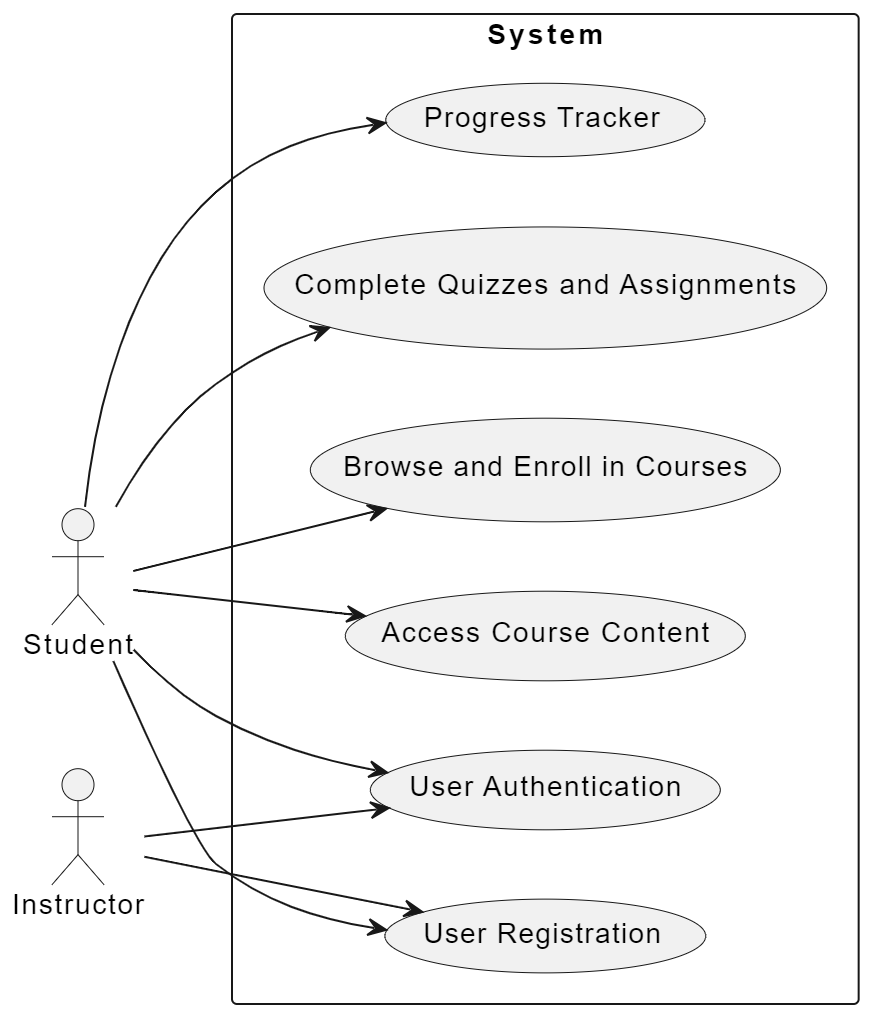 System
Progress Tracker
Complete Quizzes and Assignments
Browse and Enroll in Courses
Access Course Content
Student
User Authentication
Instructor
User Registration